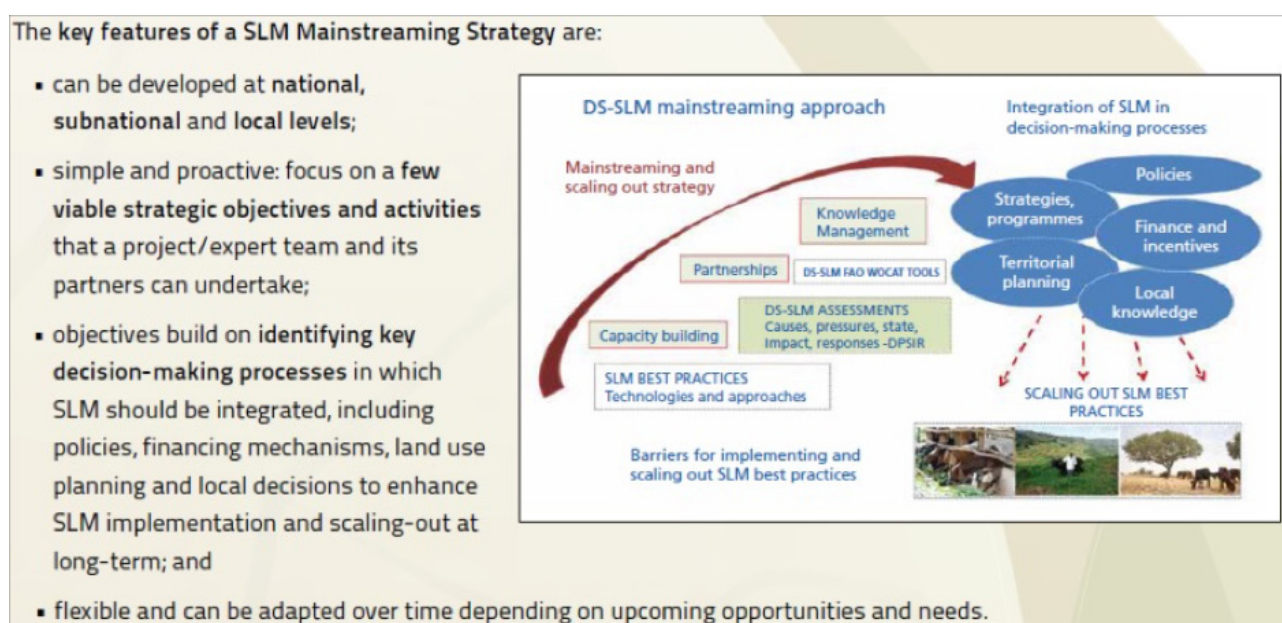 The key features of a SLM Mainstreaming Strategy are:
▪ can be developed at national,
subnational and local levels;
▪ simple and proactive: focus on a few
viable strategic objectives and activities
that a project/expert team and its
partners can undertake;
▪ objectives build on identifying key
decision-making processes in which
SLM should be integrated, including
policies, financing mechanisms, land use
planning and local decisions to enhance
SLM implementation and scaling-out at
long-term; and
▪ flexible and can be adapted over time depending on upcoming opportunities and needs.
DS-SLM mainstreaming approach
Integration of SLM in
decision-making processes
Mainstreaming and
scaling out strategy
Knowledge
Management
Partnerships
DS-SLM FAO WOCAT TOOLS
Capacity building
DS-SLM ASSESSMENTS
Causes, pressures, state,
Impact, responses -DPSIR
SLM BEST PRACTICES
Technologies and approaches
Barriers for implementing and
scaling out SLM best practices
Policies
Strategies,
programmes
Finance and
incentives
Territorial
planning
Local
knowledge
SCALING OUT SLM BEST
PRACTICES